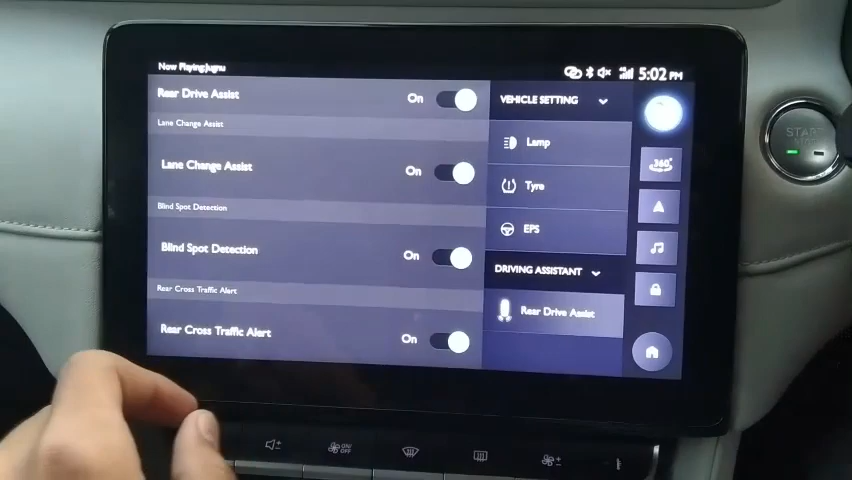 Now Playing:Jugnu
5:02 PM
Rear Drive Assist
On
Lane Change Assist
Lane Change Assist
On
Blind Spot Detection
Blind Spot Detection
On
Rear Cross Traffic Alert
Rear Cross Traffic Alert
On
VEHICLE SETTING
Lamp
Tyre
EPS
DRIVING ASSISTANT
Rear Drive Assist
360°
START
ON/
OFF